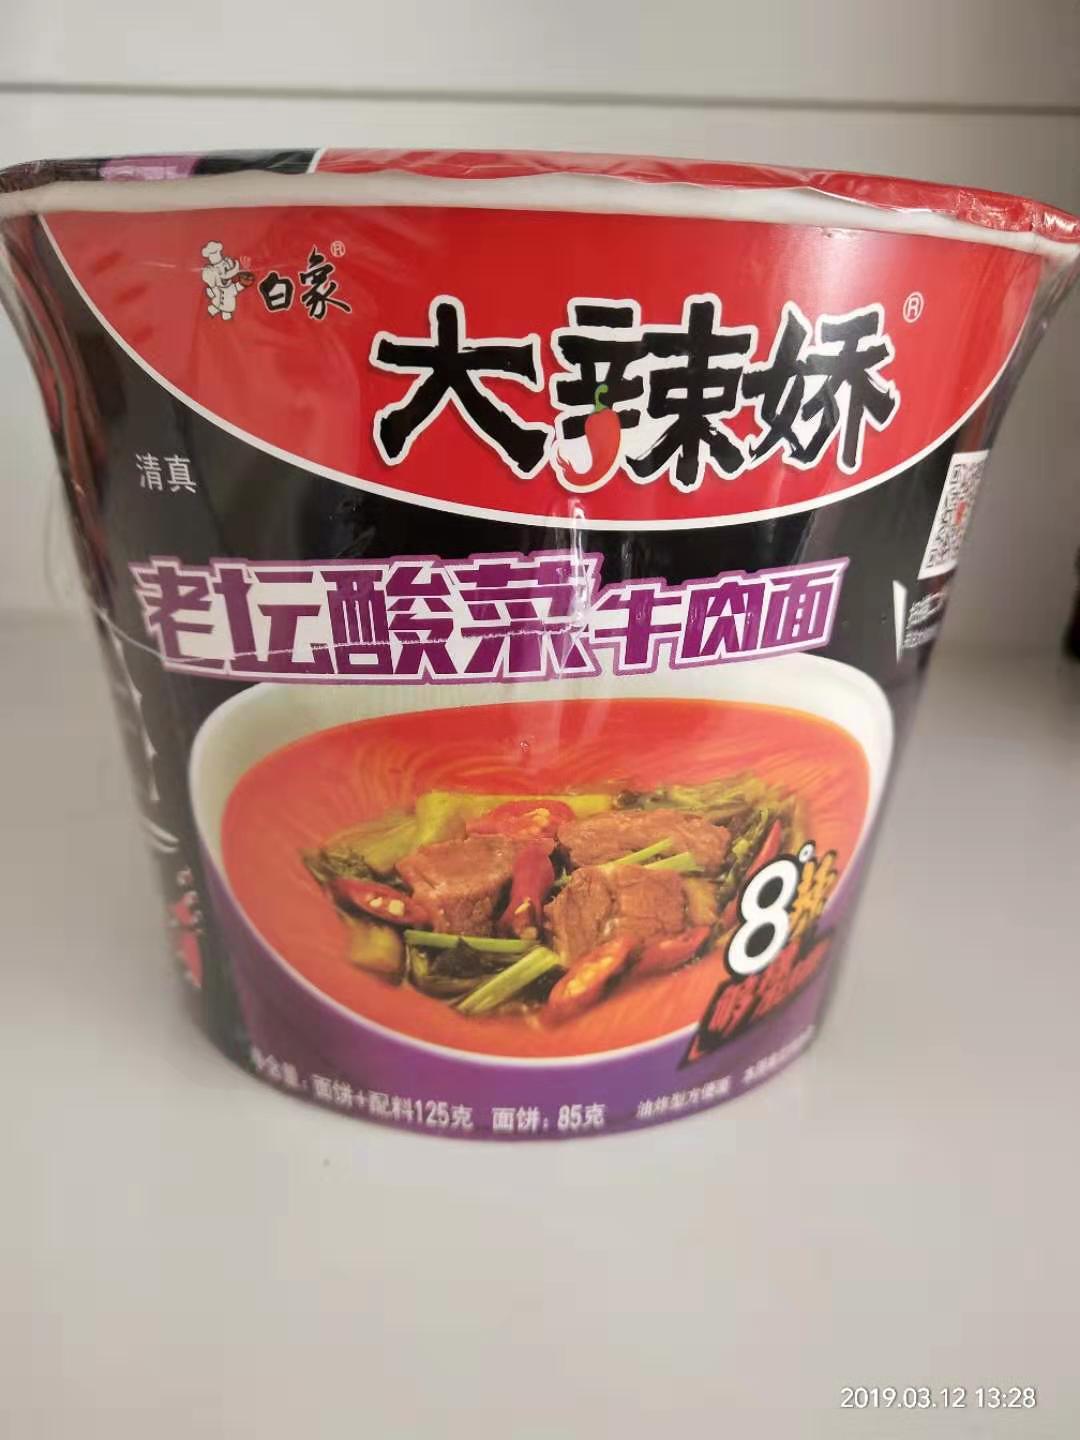 白象®
大辣娇®
清真
老坛酸菜牛肉面
8°辣
净含量：面饼+配料125克 面饼：85克 油炸型方便面
2019.03.12 13:28